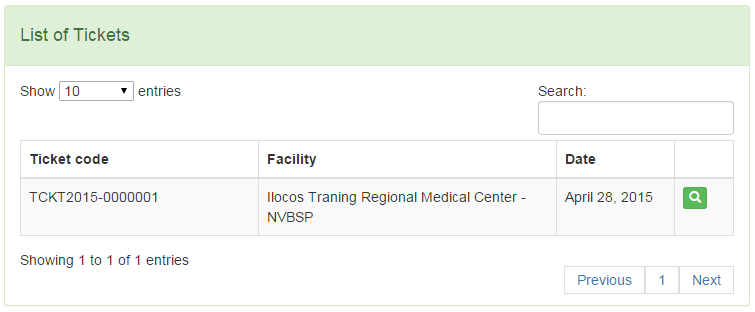 List of Tickets
Show 10 entries
Search:
Ticket code Facility Date
TCKT2015-0000001 Ilocos Traning Regional Medical Center - April 28, 2015
NVBSP
Showing 1 to 1 of 1 entries
Previous 1 Next